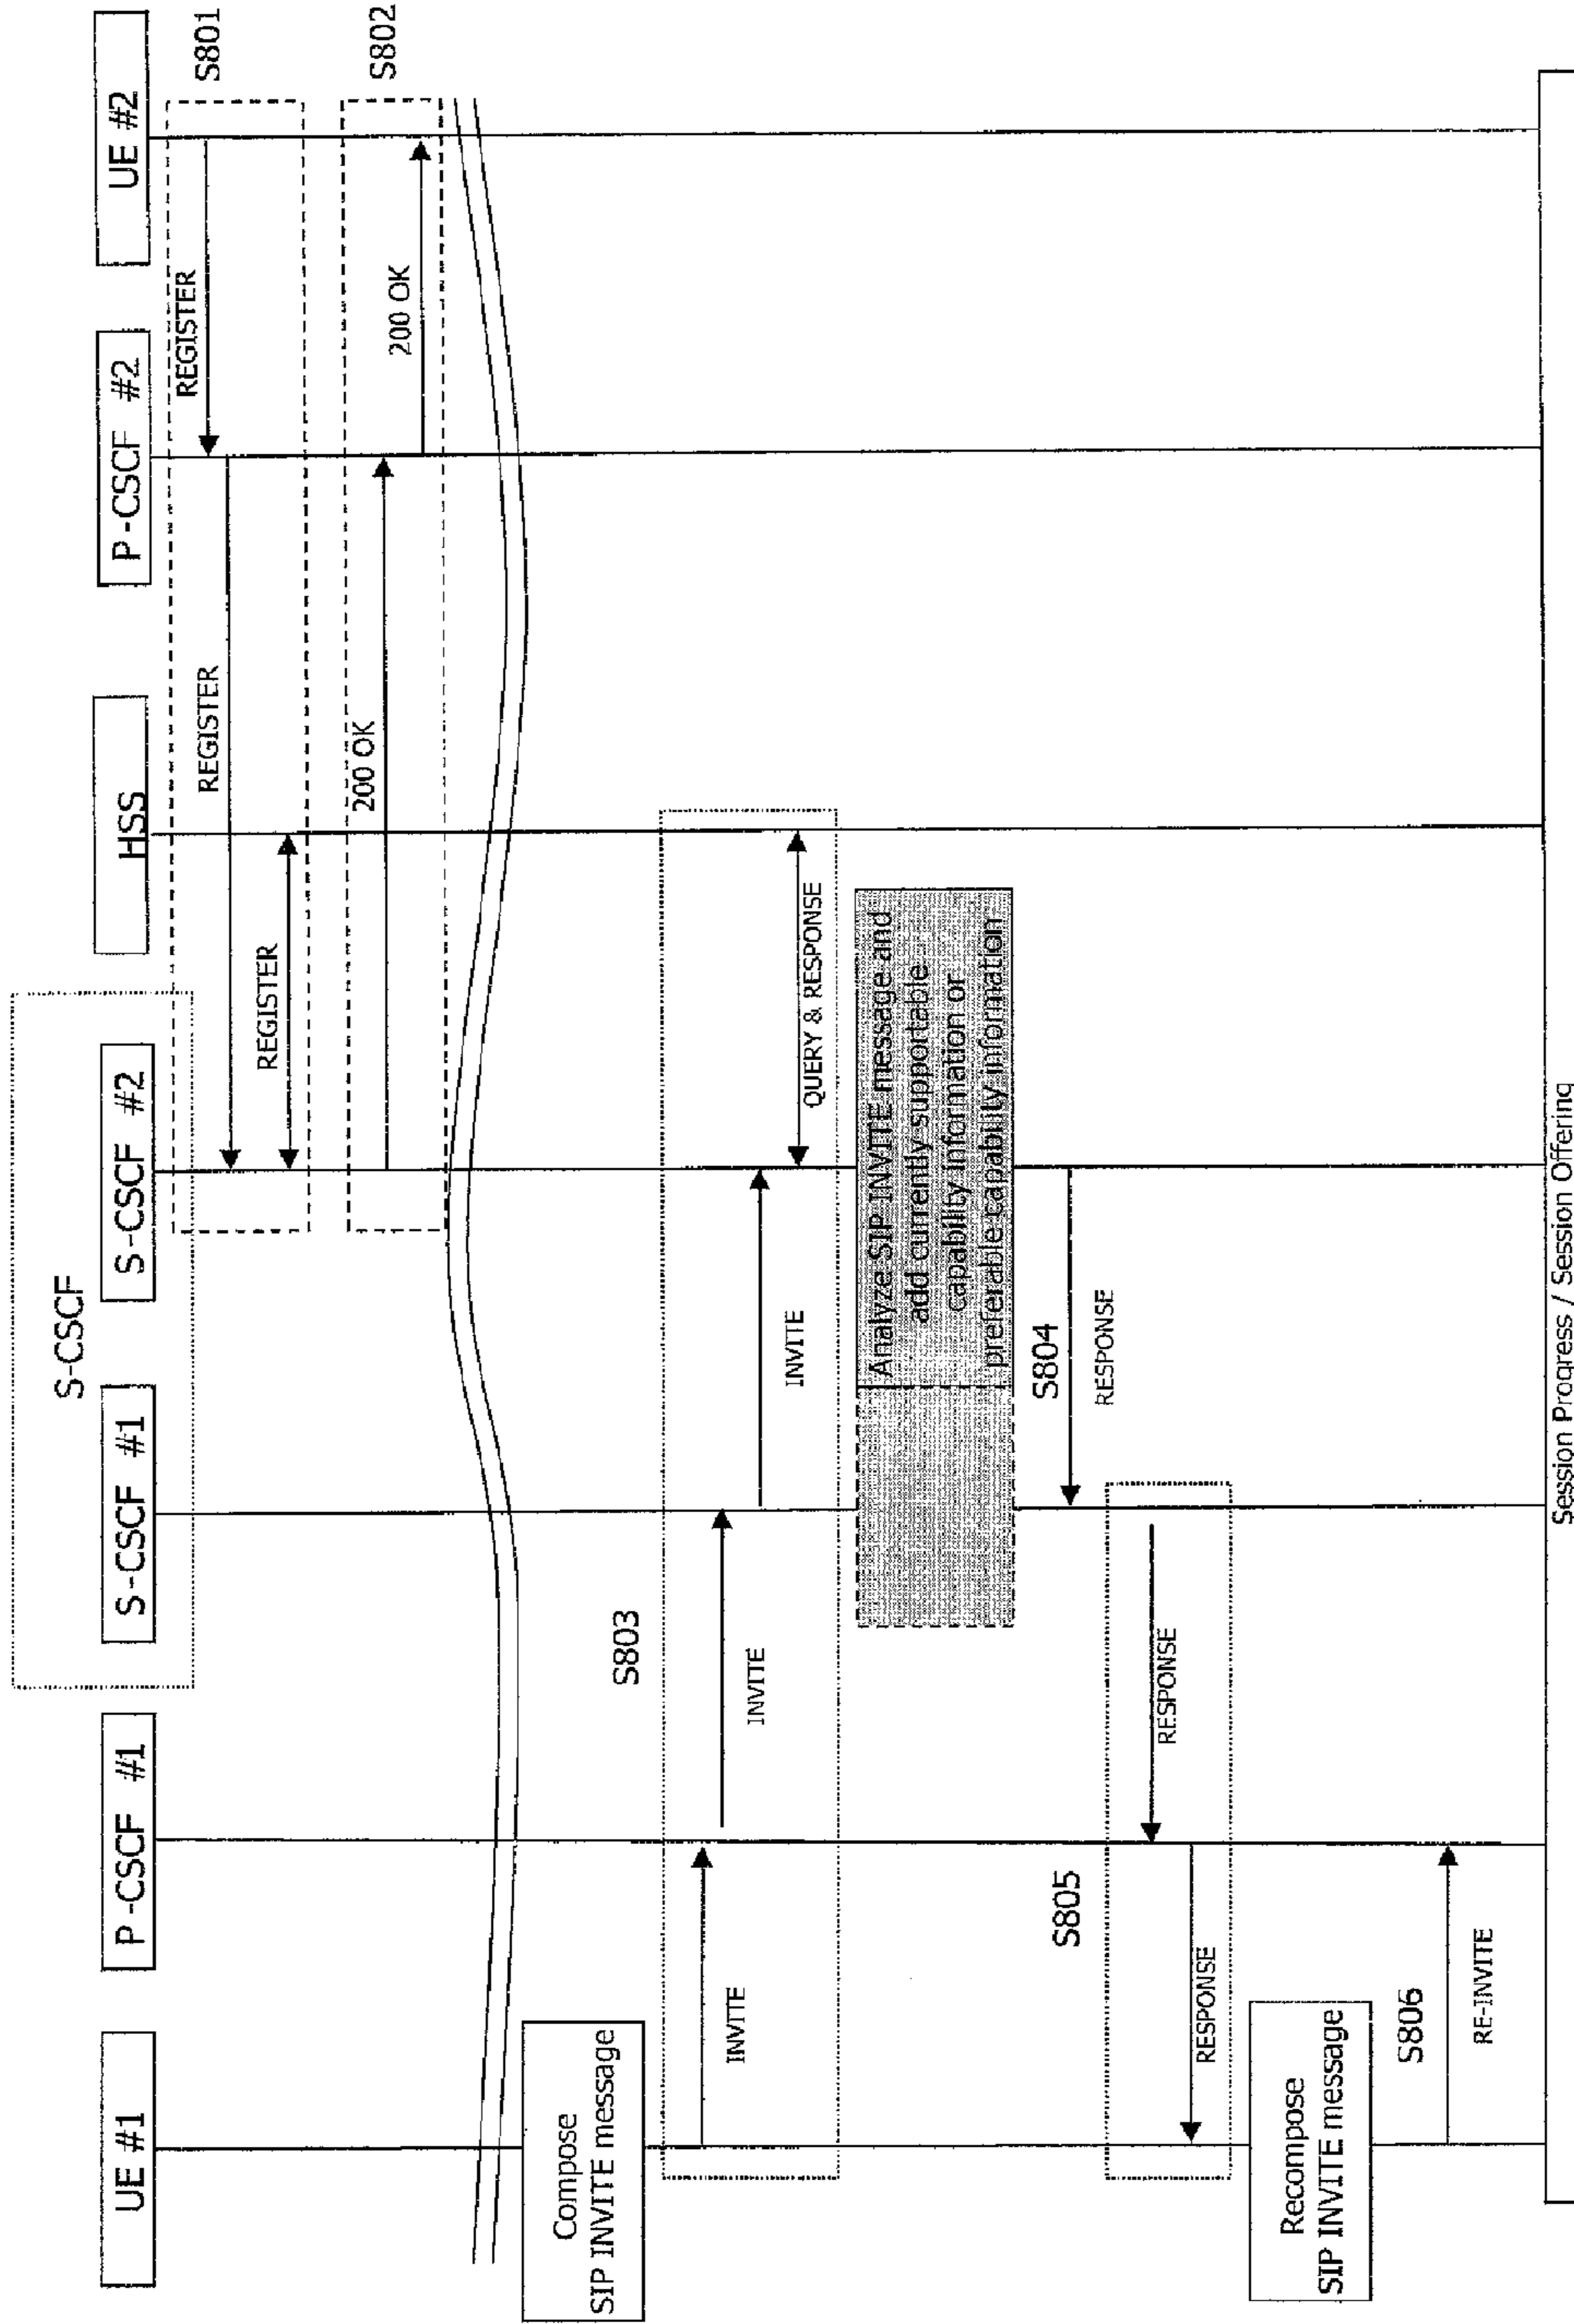 S-CSCF
UE #1
P-CSCF #1
S-CSCF #1
S-CSCF #2
HSS
P-CSCF #2
UE #2
REGISTER
S801
REGISTER
REGISTER
200 OK
200 OK
S802
Compose
SIP INVITE message
S803
INVITE
INVITE
INVITE
QUERY & RESPONSE
Analyze SIP INVITE message and
add currently supportable
capability information or
preferable capability information
S804
RESPONSE
S805
RESPONSE
RESPONSE
Recompose
SIP INVITE message
S806
RE-INVITE
Session Progress / Session Offering